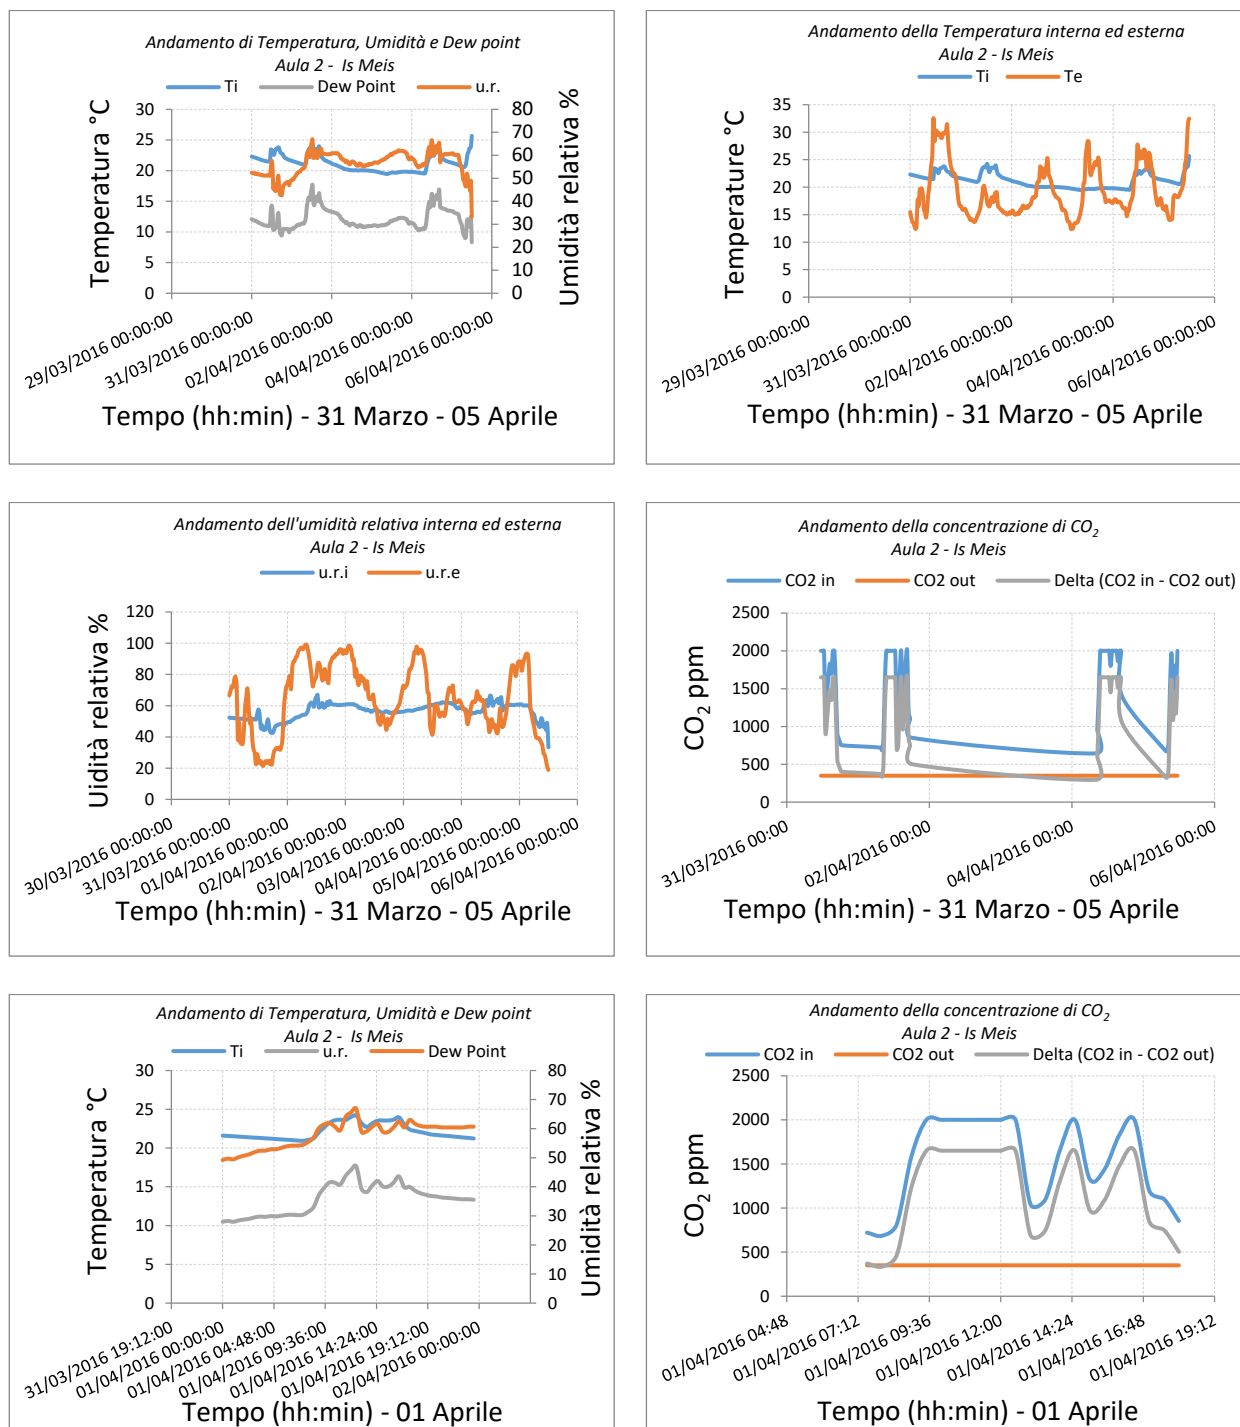 Andamento di Temperatura, Umidità e Dew point
Aula 2 - Is Meis
Ti Dew Point u.r.
Temperatura °C
30
25
20
15
10
5
0
80
70
60
50
40
30
20
10
0
Umidità relativa %
29/03/2016 00:00:00
31/03/2016 00:00:00
02/04/2016 00:00:00
04/04/2016 00:00:00
06/04/2016 00:00:00
Tempo (hh:min) - 31 Marzo - 05 Aprile
Andamento della Temperatura interna ed esterna
Aula 2 - Is Meis
Ti Te
Temperature °C
35
30
25
20
15
10
5
0
29/03/2016 00:00:00
31/03/2016 00:00:00
02/04/2016 00:00:00
04/04/2016 00:00:00
06/04/2016 00:00:00
Tempo (hh:min) - 31 Marzo - 05 Aprile
Andamento dell'umidità relativa interna ed esterna
Aula 2 - Is Meis
u.r.i u.r.e
Uidità relativa %
120
100
80
60
40
20
0
30/03/2016 00:00:00
31/03/2016 00:00:00
01/04/2016 00:00:00
02/04/2016 00:00:00
03/04/2016 00:00:00
04/04/2016 00:00:00
05/04/2016 00:00:00
06/04/2016 00:00:00
Tempo (hh:min) - 31 Marzo - 05 Aprile
Andamento della concentrazione di CO2
Aula 2 - Is Meis
CO2 in CO2 out Delta (CO2 in - CO2 out)
CO2 ppm
2500
2000
1500
1000
500
0
31/03/2016 00:00
02/04/2016 00:00
04/04/2016 00:00
06/04/2016 00:00
Tempo (hh:min) - 31 Marzo - 05 Aprile
Andamento di Temperatura, Umidità e Dew point
Aula 2 - Is Meis
Ti u.r. Dew Point
Temperatura °C
30
25
20
15
10
5
0
80
70
60
50
40
30
20
10
0
Umidità relativa %
31/03/2016 19:12:00
01/04/2016 00:00:00
01/04/2016 04:48:00
01/04/2016 09:36:00
01/04/2016 14:24:00
01/04/2016 19:12:00
02/04/2016 00:00:00
Tempo (hh:min) - 01 Aprile
Andamento della concentrazione di CO2
Aula 2 - Is Meis
CO2 in CO2 out Delta (CO2 in - CO2 out)
CO2 ppm
2500
2000
1500
1000
500
0
01/04/2016 04:48
01/04/2016 07:12
01/04/2016 09:36
01/04/2016 12:00
01/04/2016 14:24
01/04/2016 16:48
01/04/2016 19:12
Tempo (hh:min) - 01 Aprile